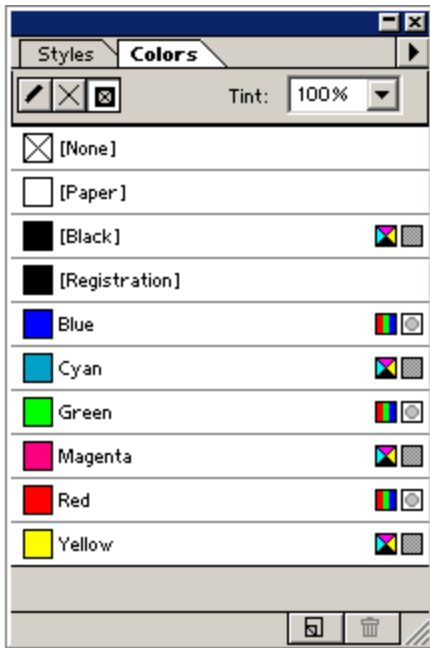 Styles Colors
Tint: 100%
[None]
[Paper]
[Black]
[Registration]
Blue
Cyan
Green
Magenta
Red
Yellow